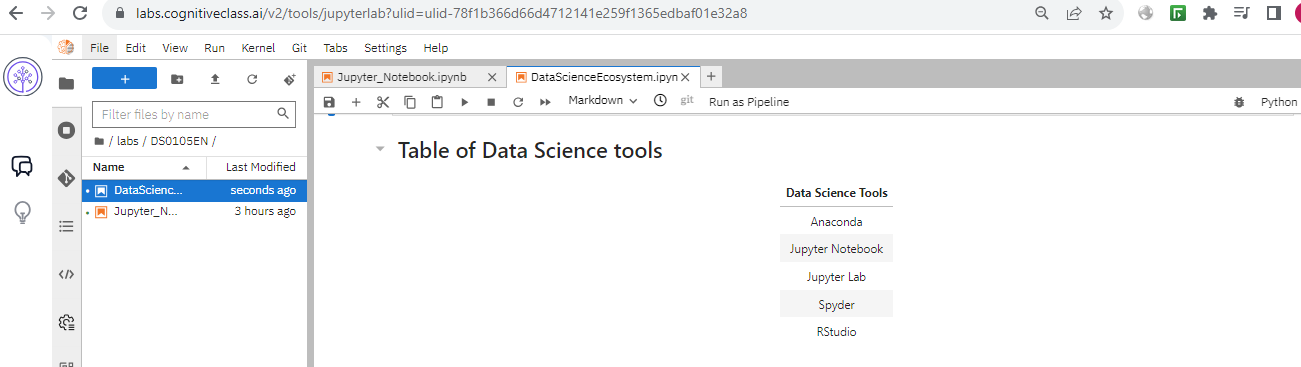 labs.cognitiveclass.ai/v2/tools/jupyterlab?ulid=ulid-78f1b366d66d4712141e259f1365edbaf01e32a8
File Edit View Run Kernel Git Tabs Settings Help
+
Filter files by name
/ labs / DS0105EN /
Name Last Modified
DataScienc... seconds ago
Jupyter_N... 3 hours ago
Jupyter_Notebook.ipynb DataScienceEcosystem.ipyn
Markdown git Run as Pipeline Python
Table of Data Science tools
Data Science Tools
Anaconda
Jupyter Notebook
Jupyter Lab
Spyder
RStudio